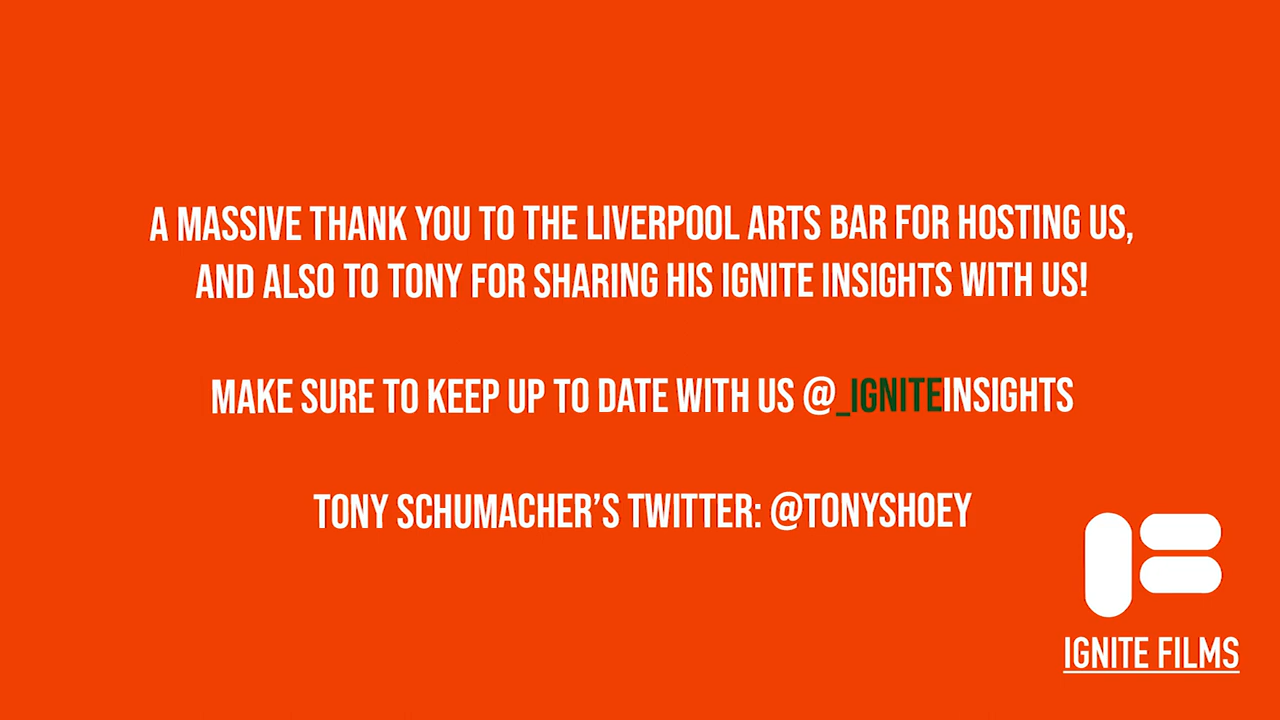 A MASSIVE THANK YOU TO THE LIVERPOOL ARTS BAR FOR HOSTING US,
AND ALSO TO TONY FOR SHARING HIS IGNITE INSIGHTS WITH US!
MAKE SURE TO KEEP UP TO DATE WITH US @_IGNITEINSIGHTS
TONY SCHUMACHER’S TWITTER: @TONYSHOEY
IGNITE FILMS